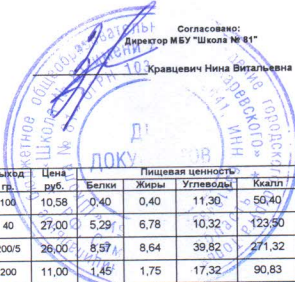 Согласовано:
Директор МБУ "Школа № 81"
Кравцевич Нина Витальевна
Выход гр. Цена руб. Пищевая ценность
Белки Жиры Углеводы Ккалл
100 10,58 0,40 0,40 11,30 50,40
40 27,00 5,29 6,78 10,32 123,50
200/5 26,00 8,57 8,64 39,82 271,32
200 11,00 1,45 1,75 17,32 90,83